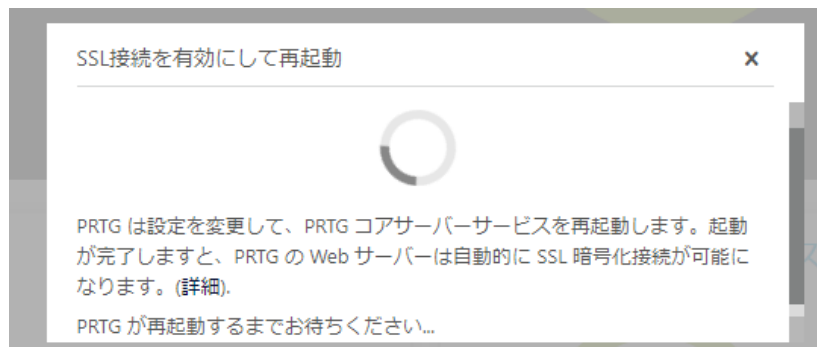 SSL接続を有効にして再起動
×
PRTG は設定を変更して、PRTG コアサーバーサービスを再起動します。起動
が完了しますと、PRTG の Web サーバーは自動的に SSL 暗号化接続が可能に
なります。(詳細).
PRTG が再起動するまでお待ちください...